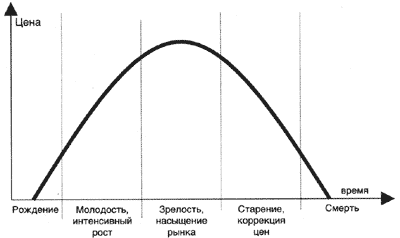 Цена
время
Рождение
Молодость,
интенсивный
рост
Зрелость,
насыщение
рынка
Старение,
коррекция
цен
Смерть